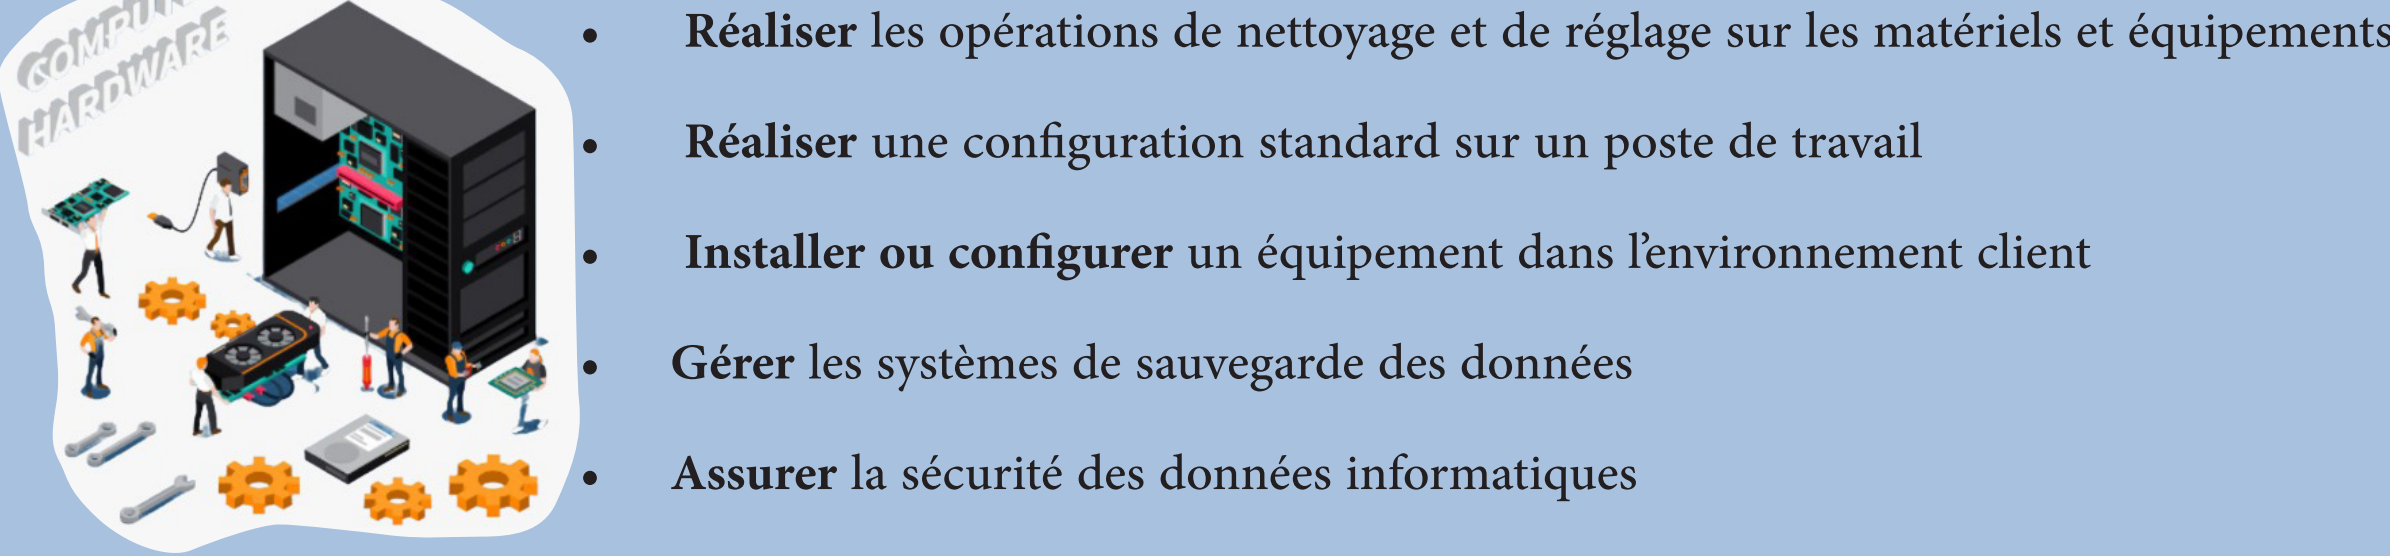 COMPUTE
HARDWARE
• Réaliser les opérations de nettoyage et de réglage sur les matériels et équipements
• Réaliser une configuration standard sur un poste de travail
• Installer ou configurer un équipement dans l’environnement client
• Gérer les systèmes de sauvegarde des données
• Assurer la sécurité des données informatiques